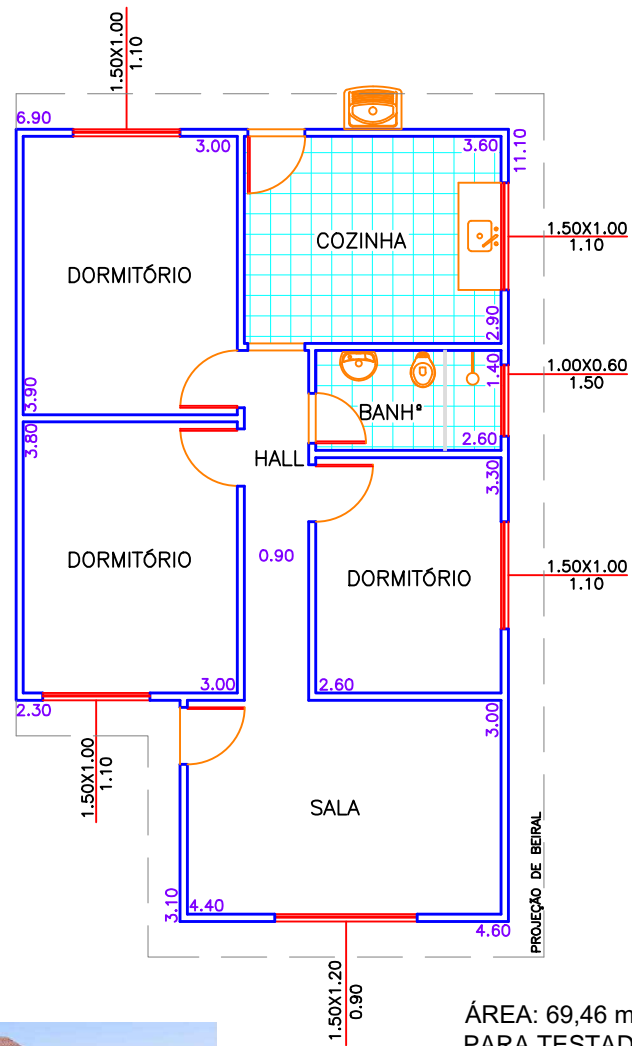 1.50X1.00
1.10
6.90
3.00
3.60
11.10
COZINHA
1.50X1.00
1.10
DORMITÓRIO
2.90
1.40
1.00X0.60
1.50
3.90
BANHª
3.80
2.60
HALL
3.30
0.90
DORMITÓRIO
DORMITÓRIO
1.50X1.00
1.10
3.00
2.60
2.30
3.00
1.50X1.00
1.10
SALA
PROJEÇÃO DE BEIRAL
3.10
4.40
4.60
1.50X1.20
0.90
ÁREA: 69,46 m
PARA TESTAD